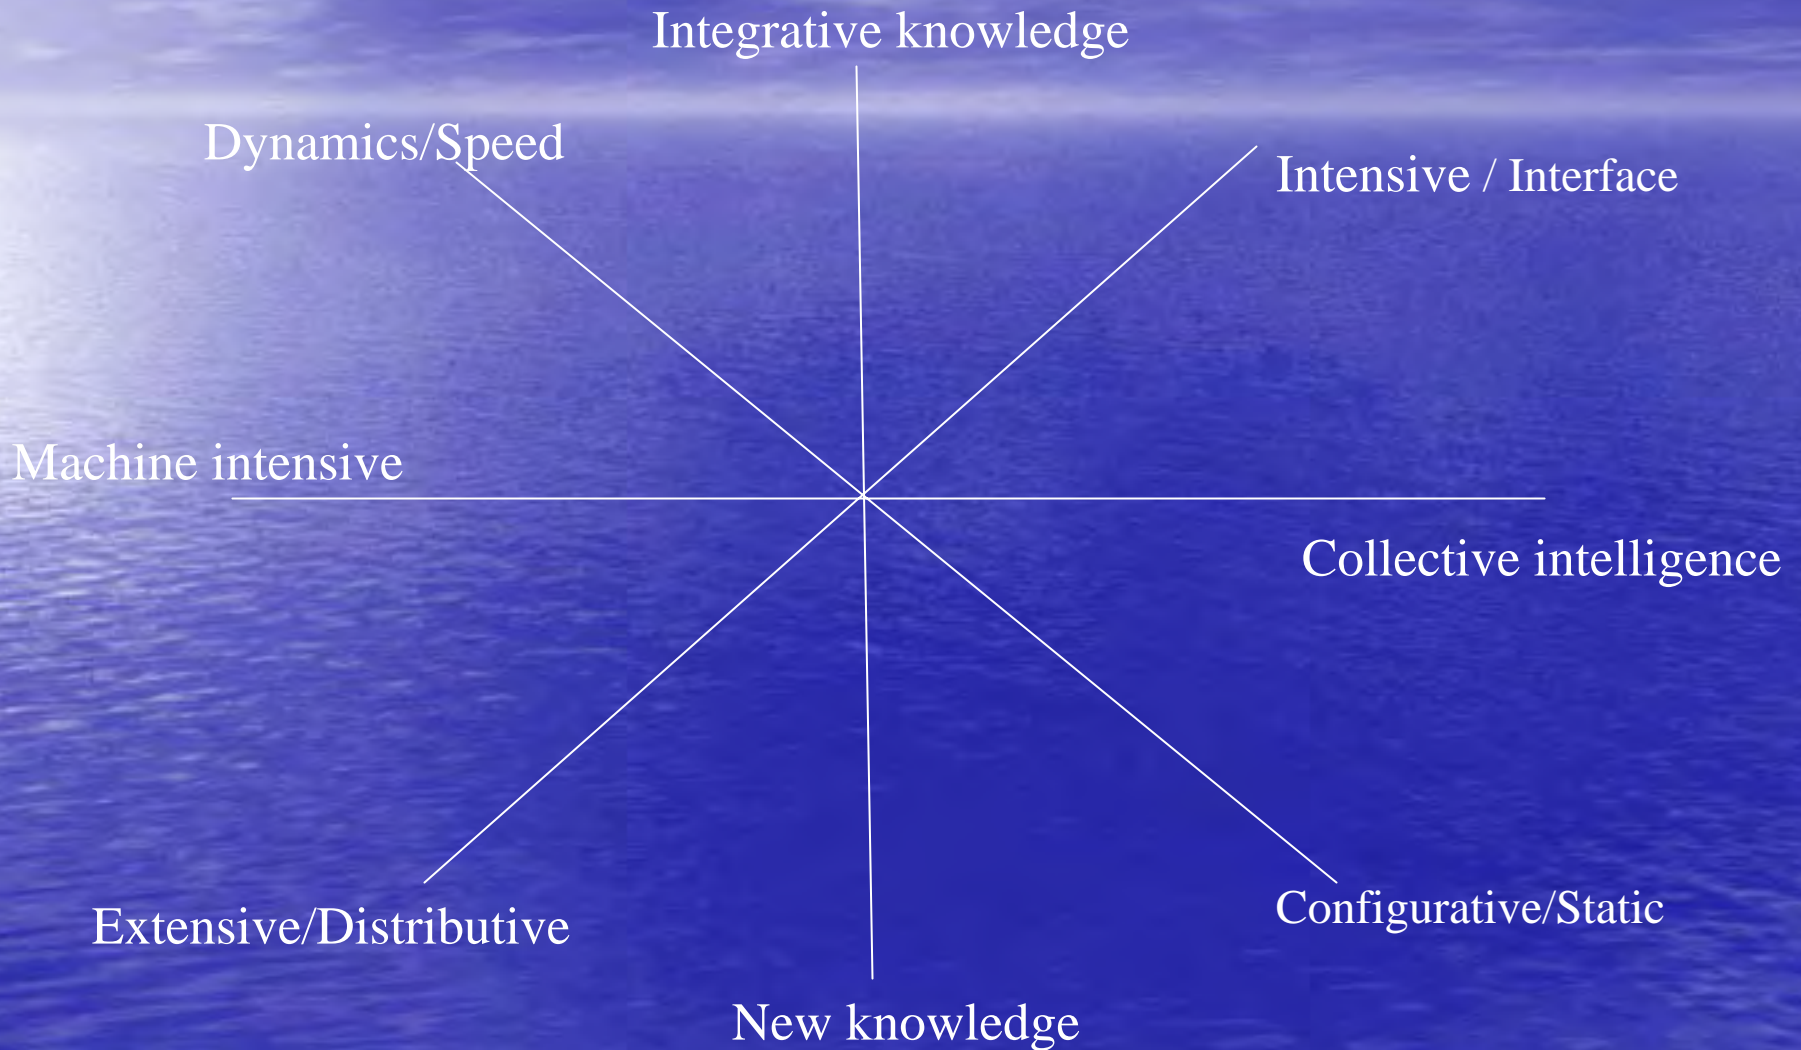 Integrative knowledge
Dynamics/Speed
Intensive / Interface
Machine intensive
Collective intelligence
Extensive/Distributive
Configurative/Static
New knowledge